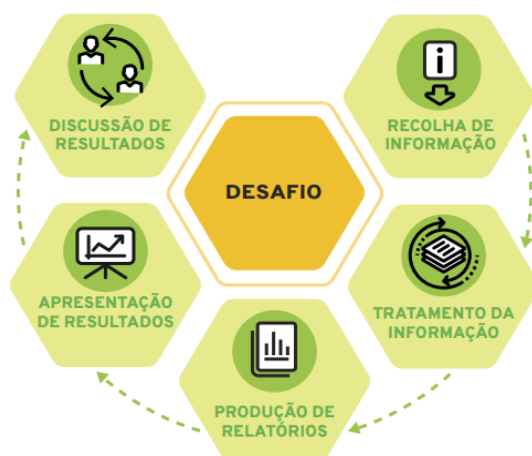 DISCUSSÃO DE
RESULTADOS
RECOLHA DE
INFORMAÇÃO
DESAFIO
APRESENTAÇÃO
DE RESULTADOS
TRATAMENTO DA
INFORMAÇÃO
PRODUÇÃO DE
RELATÓRIOS